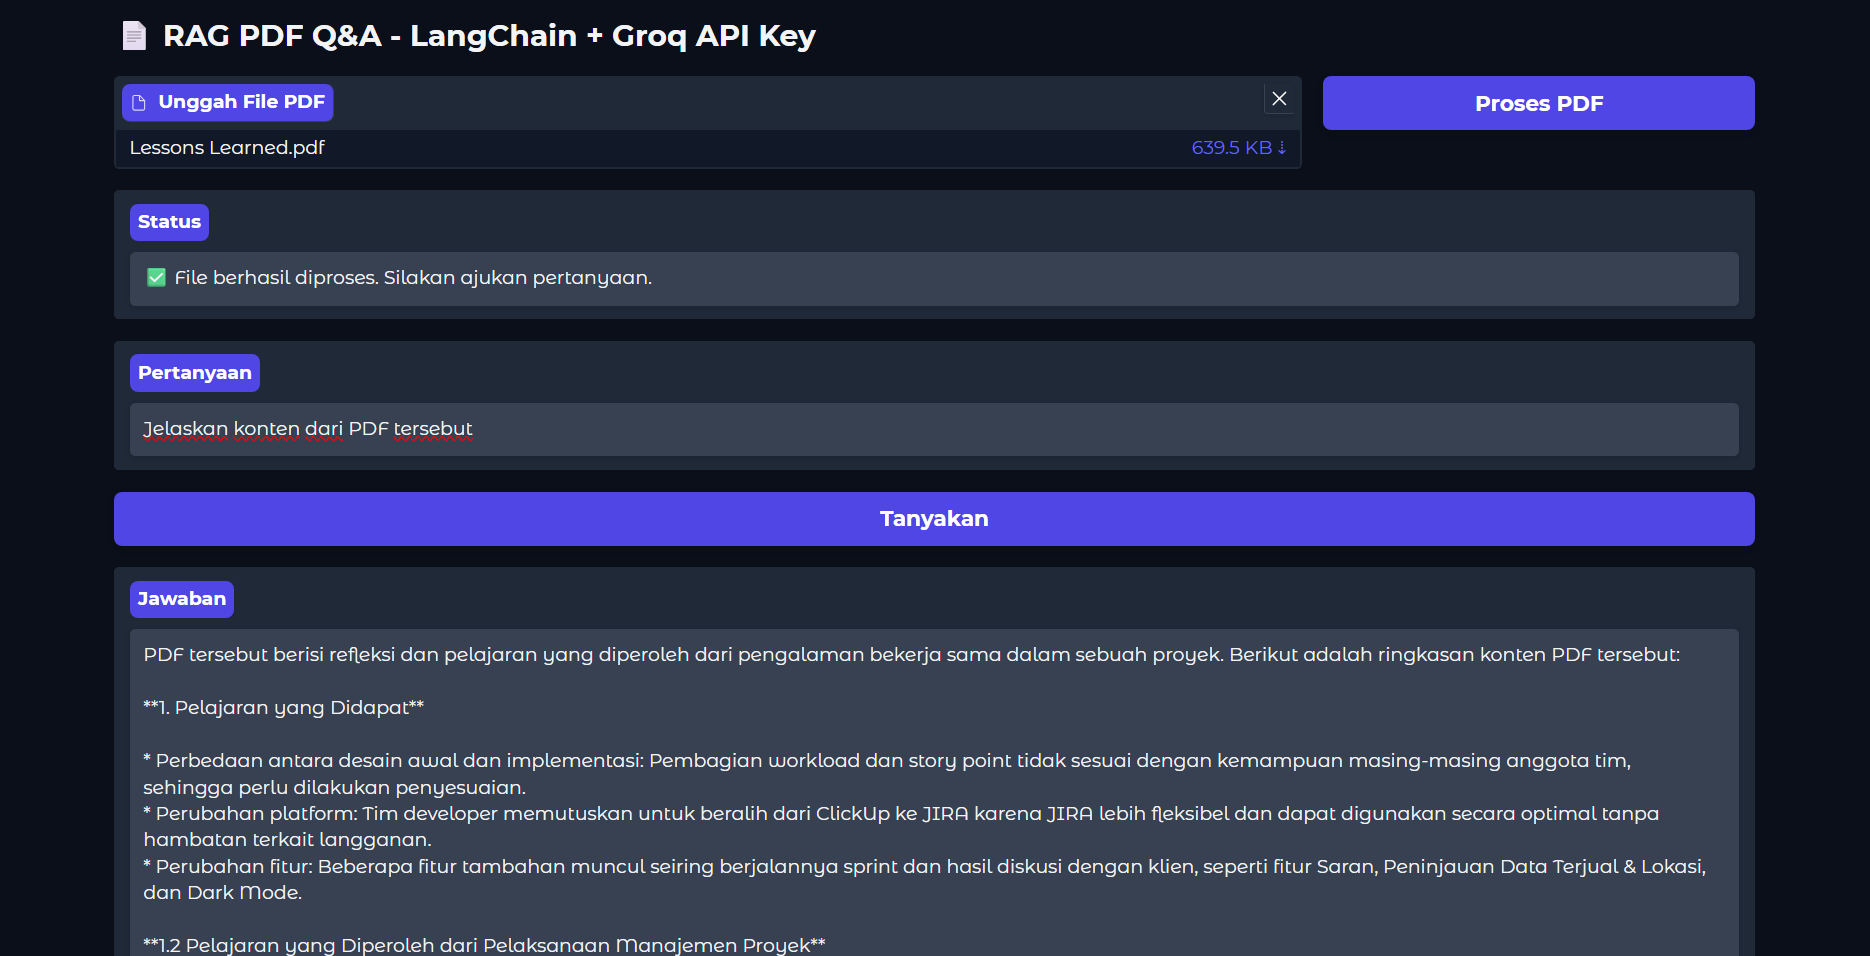 RAG PDF Q&A - LangChain + Groq API Key
Unggah File PDF
Proses PDF
Lessons Learned.pdf
639.5 KB ⇣
Status
✅ File berhasil diproses. Silakan ajukan pertanyaan.
Pertanyaan
Jelaskan konten dari PDF tersebut
Tanyakan
Jawaban
PDF tersebut berisi refleksi dan pelajaran yang diperoleh dari pengalaman bekerja sama dalam sebuah proyek. Berikut adalah ringkasan konten PDF tersebut:
**1. Pelajaran yang Didapat**
* Perbedaan antara desain awal dan implementasi: Pembagian workload dan story point tidak sesuai dengan kemampuan masing-masing anggota tim,
sehingga perlu dilakukan penyesuaian.
* Perubahan platform: Tim developer memutuskan untuk beralih dari ClickUp ke JIRA karena JIRA lebih fleksibel dan dapat digunakan secara optimal tanpa
hambatan terkait langganan.
* Perubahan fitur: Beberapa fitur tambahan muncul seiring berjalannya sprint dan hasil diskusi dengan klien, seperti fitur Saran, Peninjauan Data Terjual & Lokasi,
dan Dark Mode.
**1.2 Pelajaran yang Diperoleh dari Pelaksanaan Manajemen Proyek**